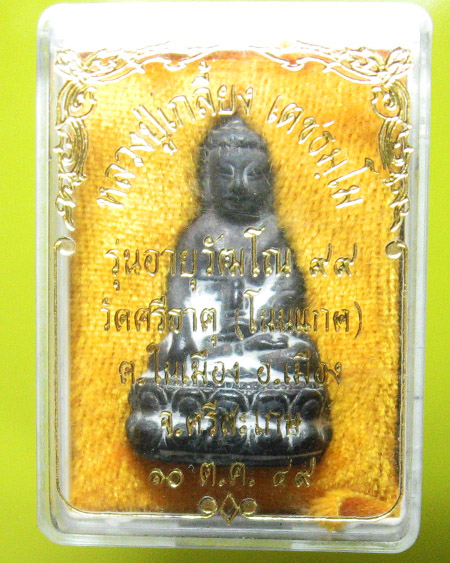 หลวงปู่เกลี้ยง เตชธมฺโม
รุ่นอายุวัฒโณ ๙๙
วัดศรีธาตุ (โนนแกด)
ต.ในเมือง อ.เมือง
จ.ศรีสะเกษ
๑๐ ต.ค. ๔๙